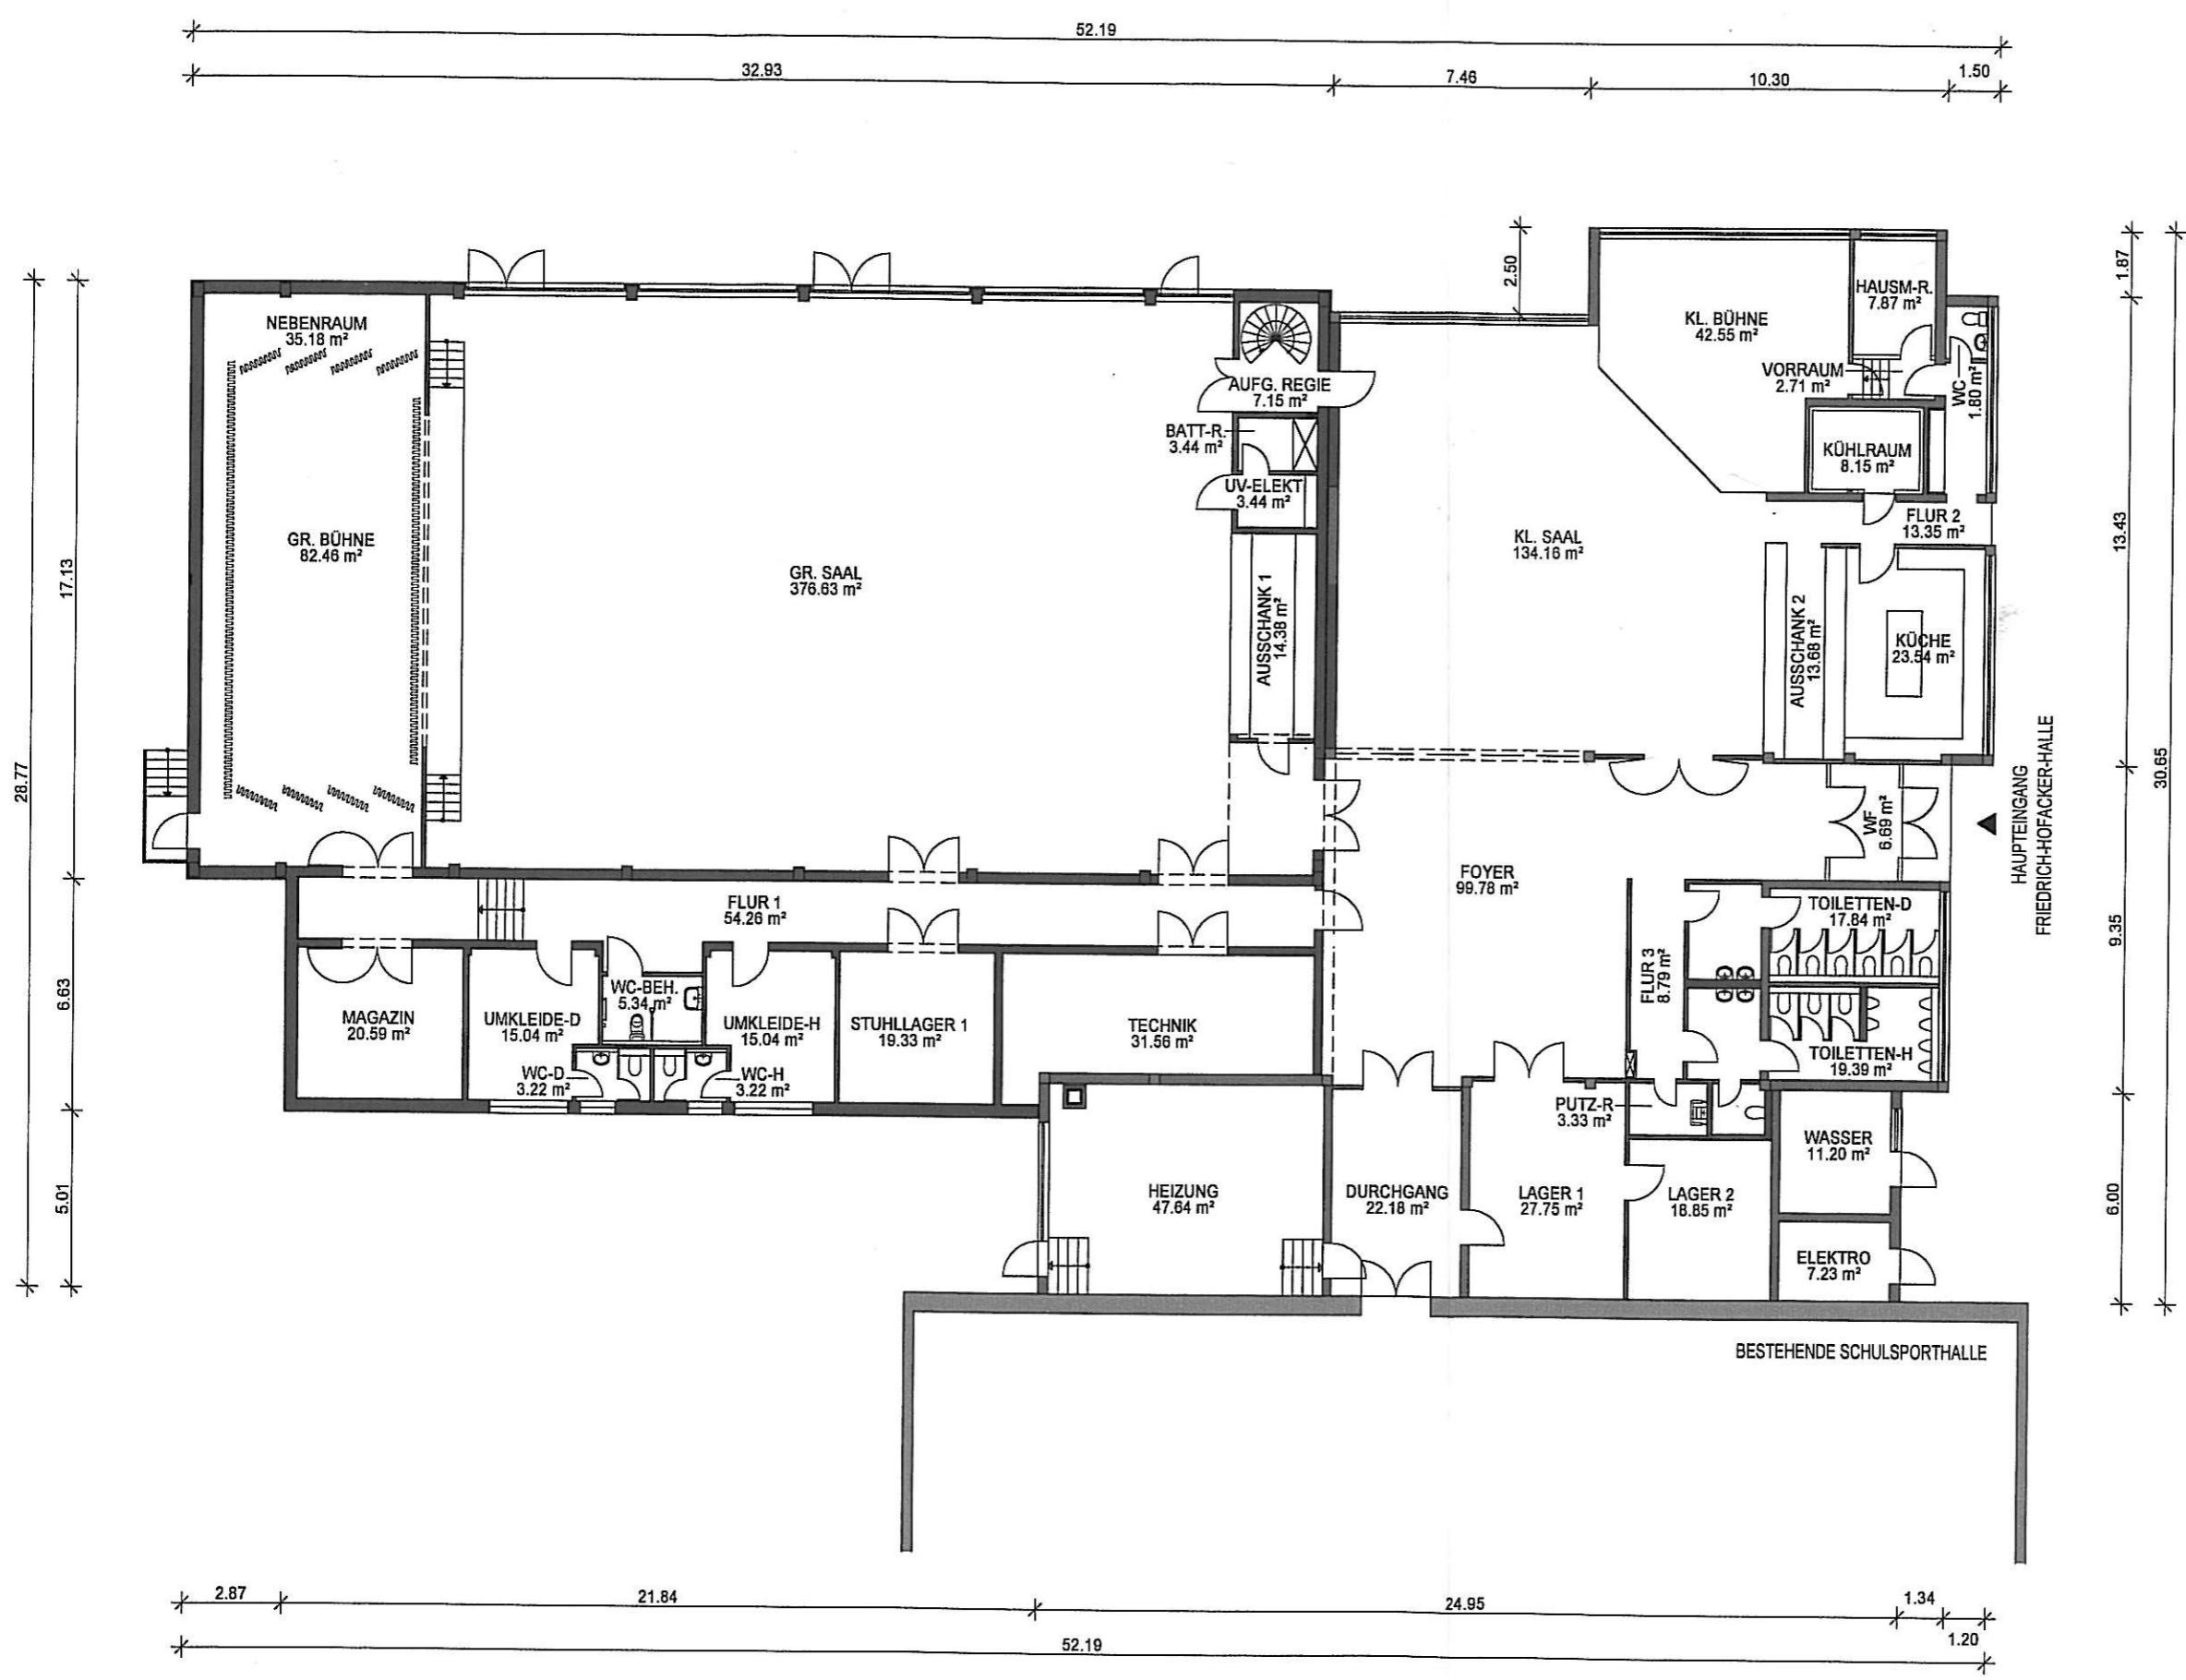 52.19
32.93
7.46
10.30
1.50
2.50
1.87
NEBENRAUM
35.18 m²
HAUSM-R.
7.87 m²
KL. BÜHNE
42.55 m²
VORRAUM
2.71 m²
WC
1.80 m²
AUFG. REGIE
7.15 m²
BATT-R.
3.44 m²
UV-ELEKT
3.44 m²
KÜHLRAUM
8.15 m²
FLUR 2
13.35 m²
GR. BÜHNE
82.46 m²
GR. SAAL
376.63 m²
KL. SAAL
134.16 m²
13.43
17.13
AUSSCHANK 1
14.38 m²
AUSSCHANK 2
13.68 m²
KÜCHE
23.54 m²
28.77
30.65
HAUPTEINGANG
FRIEDRICH-HOFACKER-HALLE
WF
6.69 m²
FOYER
99.78 m²
FLUR 1
54.26 m²
TOILETTEN-D
17.84 m²
9.35
FLUR 3
8.79 m²
6.63
MAGAZIN
20.59 m²
UMKLEIDE-D
15.04 m²
WC-BEH.
5.34 m²
UMKLEIDE-H
15.04 m²
STUHLLAGER 1
19.33 m²
TECHNIK
31.56 m²
TOILETTEN-H
19.39 m²
WC-D
3.22 m²
WC-H
3.22 m²
PUTZ-R
3.33 m²
WASSER
11.20 m²
5.01
HEIZUNG
47.64 m²
DURCHGANG
22.18 m²
LAGER 1
27.75 m²
LAGER 2
18.85 m²
6.00
ELEKTRO
7.23 m²
BESTEHENDE SCHULSPORTHALLE
2.87
21.84
24.95
1.34
52.19
1.20